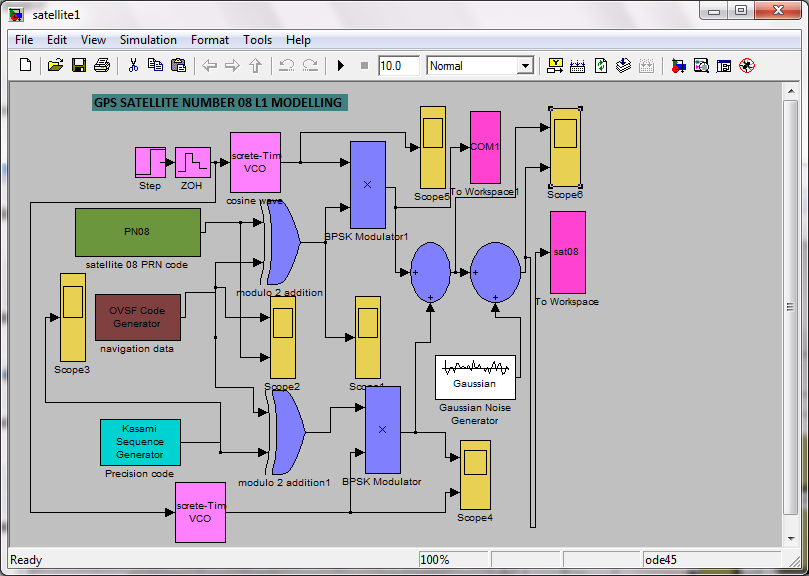 satellite1
File Edit View Simulation Format Tools Help
10.0
Normal
GPS SATELLITE NUMBER 08 L1 MODELLING
Step
ZOH
screte-Tim
VCO
cosine wave
BPSK Modulator1
Scope5
COM1
To Workspace1
Scope6
PN08
satellite 08 PRN code
modulo 2 addition
sat08
To Workspace
OVSF Code
Generator
navigation data
Scope3
Scope2
Scope1
Gaussian
Gaussian Noise
Generator
Kasami
Sequence
Generator
Precision code
modulo 2 addition1
BPSK Modulator
Scope4
screte-Tim
VCO
Ready
100%
ode45